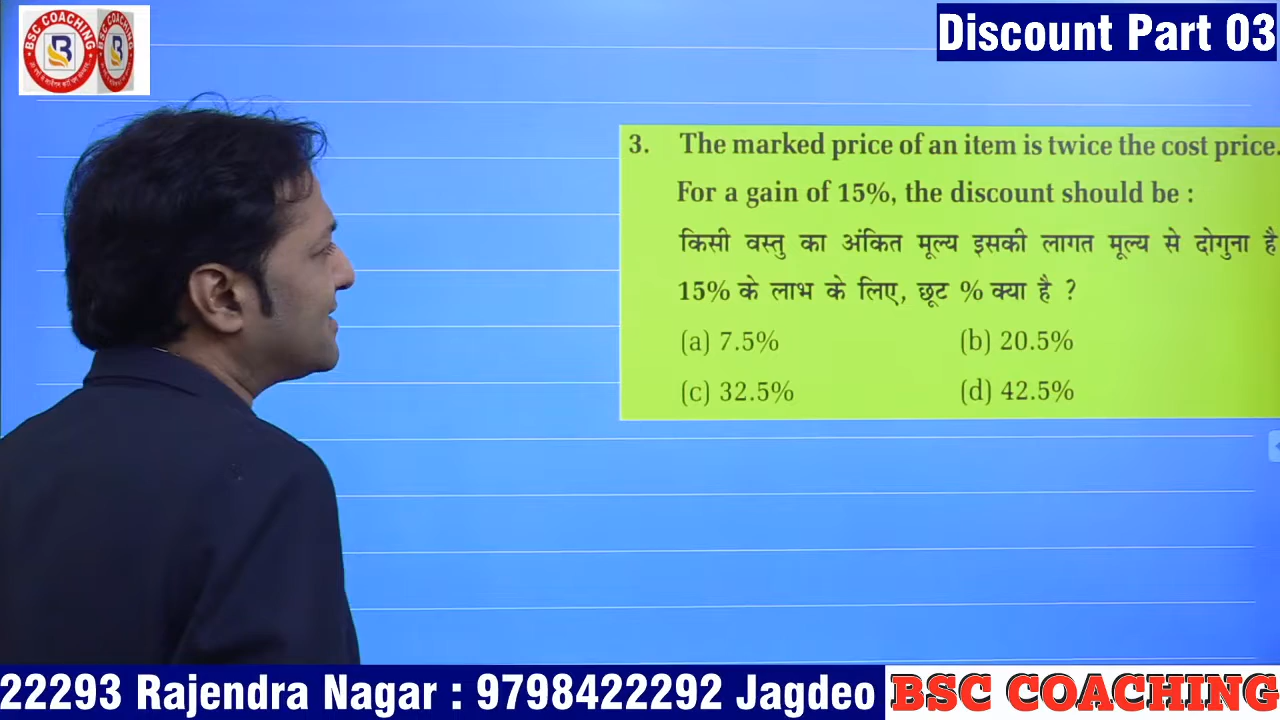 BSC COACHING
BSC COACHING
Discount Part 03
3. The marked price of an item is twice the cost price.
For a gain of 15%, the discount should be :
किसी वस्तु का अंकित मूल्य इसकी लागत मूल्य से दोगुना है
15% के लाभ के लिए, छूट % क्या है ?
(a) 7.5% (b) 20.5%
(c) 32.5% (d) 42.5%
22293 Rajendra Nagar : 9798422292 Jagdeo
BSC COACHING